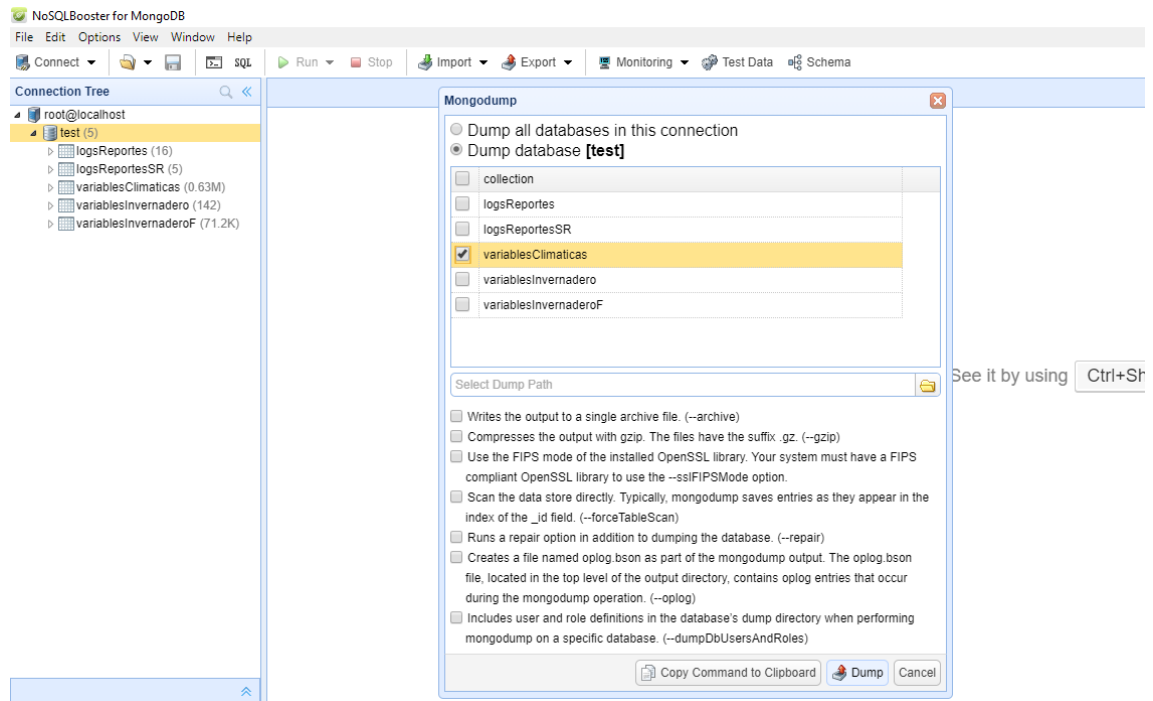 NoSQLBooster for MongoDB
File Edit Options View Window Help
Connect SQL Run Stop Import Export Monitoring Test Data Schema
Connection Tree
root@localhost
test (5)
logsReportes (16)
logsReportesSR (5)
variablesClimaticas (0.63M)
variablesInvernadero (142)
variablesInvernaderoF (71.2K)
Mongodump
Dump all databases in this connection
Dump database [test]
collection
logsReportes
logsReportesSR
variablesClimaticas
variablesInvernadero
variablesInvernaderoF
Select Dump Path
See it by using Ctrl+Sh
Writes the output to a single archive file. (--archive)
Compresses the output with gzip. The files have the suffix .gz. (--gzip)
Use the FIPS mode of the installed OpenSSL library. Your system must have a FIPS
compliant OpenSSL library to use the --sslFIPSMode option.
Scan the data store directly. Typically, mongodump saves entries as they appear in the
index of the _id field. (--forceTableScan)
Runs a repair option in addition to dumping the database. (--repair)
Creates a file named oplog.bson as part of the mongodump output. The oplog.bson
file, located in the top level of the output directory, contains oplog entries that occur
during the mongodump operation. (--oplog)
Includes user and role definitions in the database's dump directory when performing
mongodump on a specific database. (--dumpDbUsersAndRoles)
Copy Command to Clipboard Dump Cancel